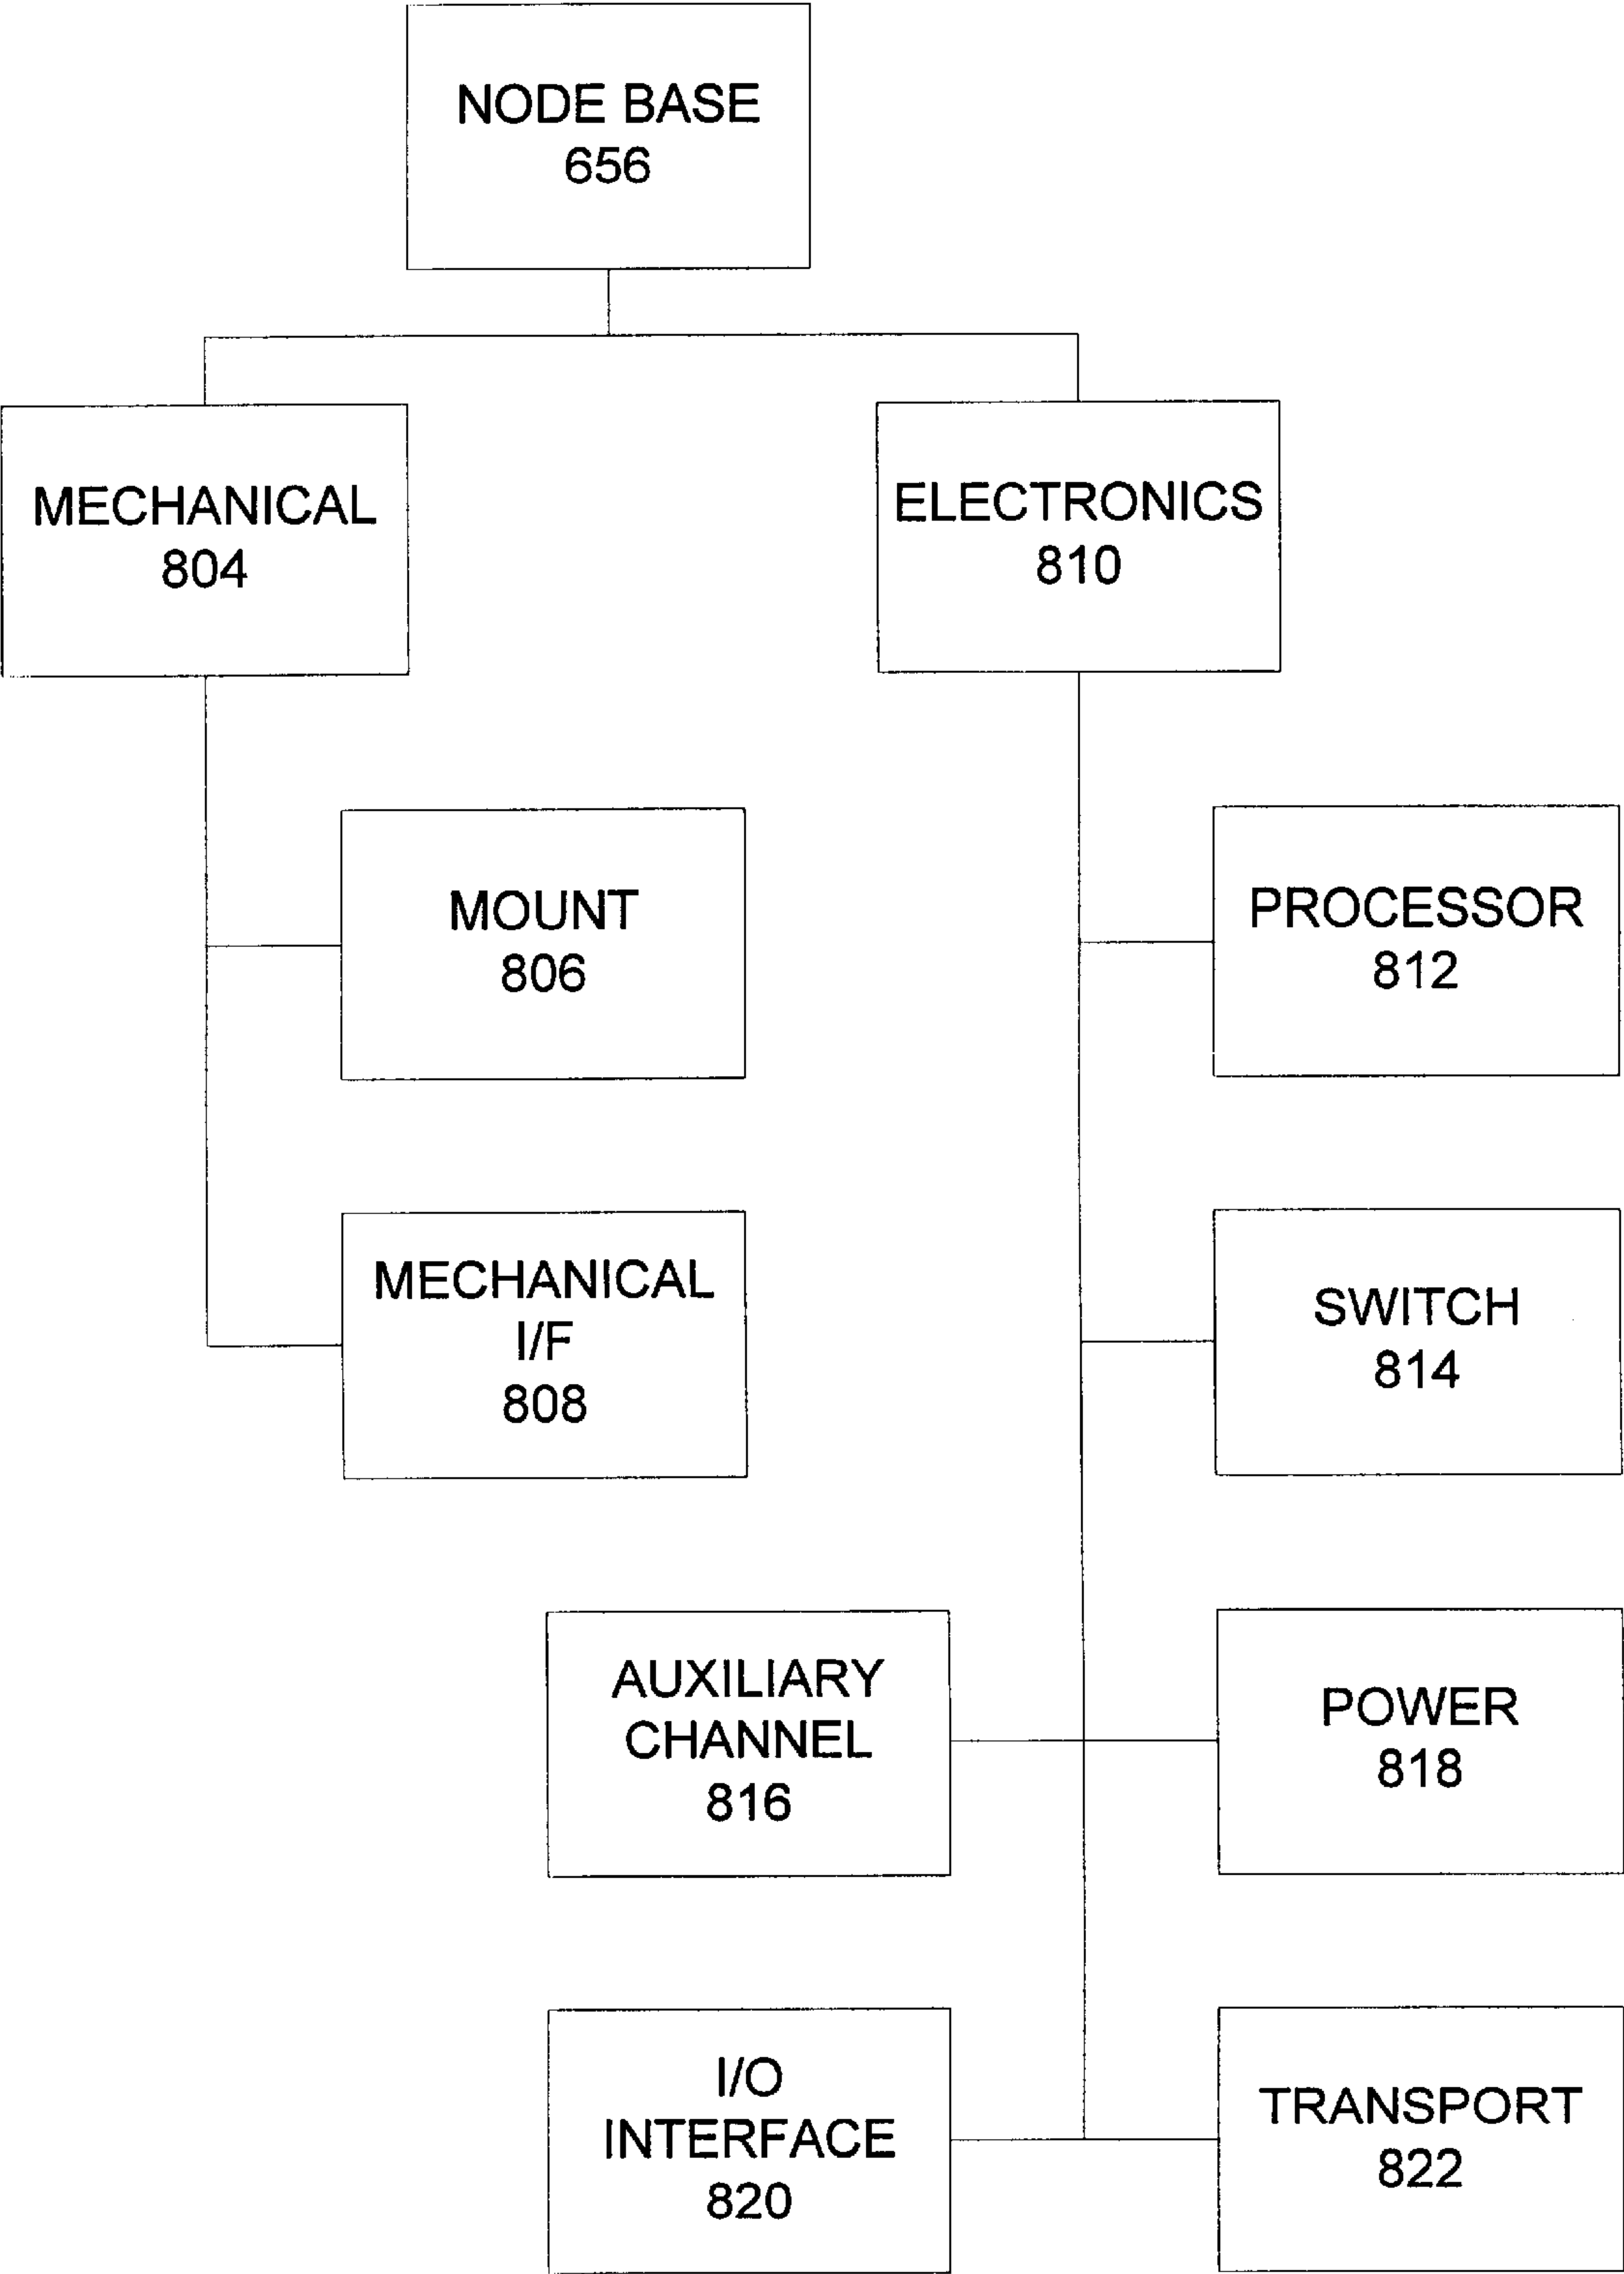 NODE BASE
656
MECHANICAL
804
ELECTRONICS
810
MOUNT
806
PROCESSOR
812
MECHANICAL
I/F
808
SWITCH
814
AUXILIARY
CHANNEL
816
POWER
818
I/O
INTERFACE
820
TRANSPORT
822